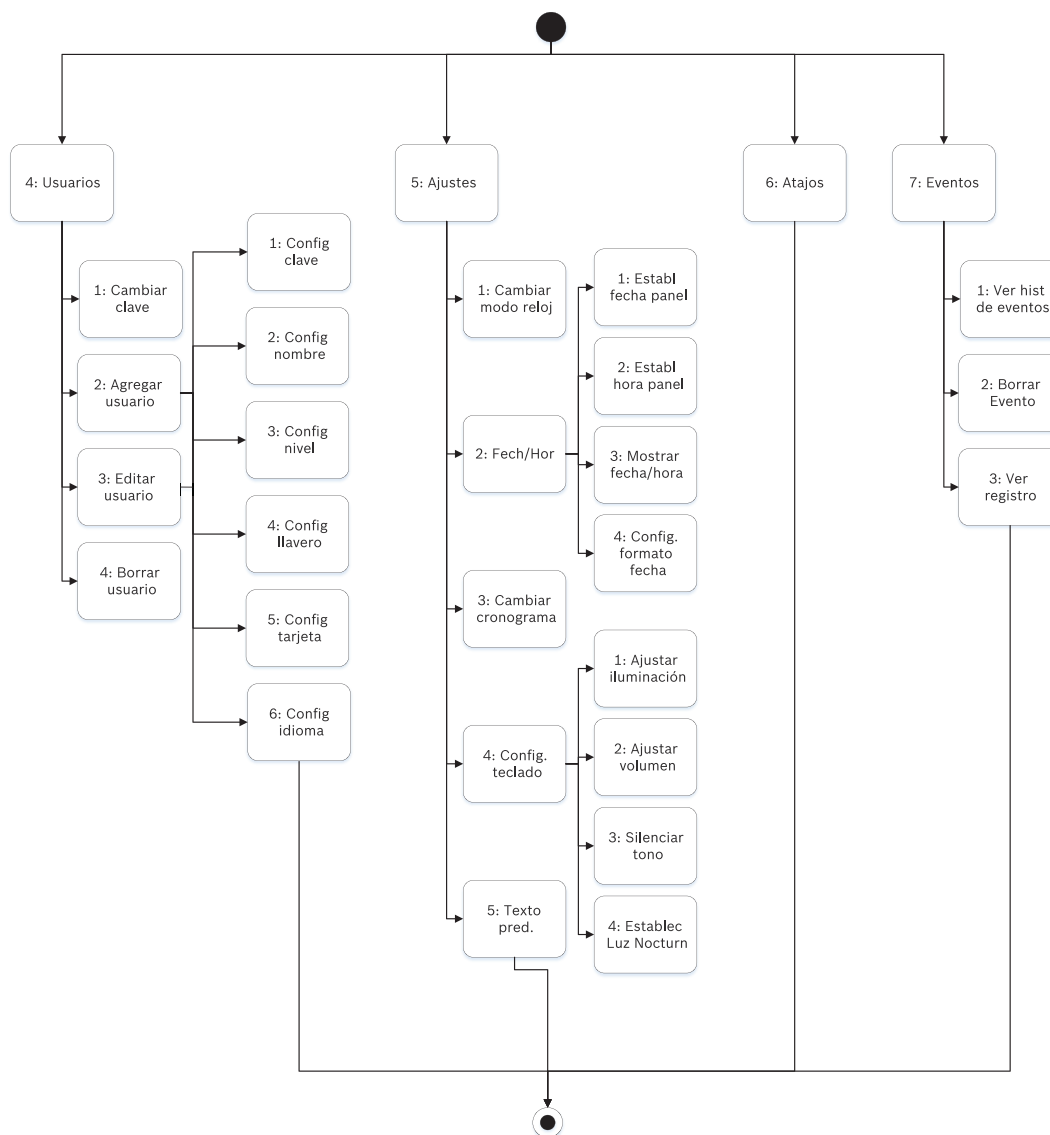 4: Usuarios
1: Cambiar
clave
2: Agregar
usuario
3: Editar
usuario
4: Borrar
usuario
1: Config
clave
2: Config
nombre
3: Config
nivel
4: Config
llavero
5: Config
tarjeta
6: Config
idioma
5: Ajustes
1: Cambiar
modo reloj
2: Fech/Hor
3: Cambiar
cronograma
4: Config.
teclado
5: Texto
pred.
1: Establ
fecha panel
2: Establ
hora panel
3: Mostrar
fecha/hora
4: Config.
formato
fecha
1: Ajustar
iluminación
2: Ajustar
volumen
3: Silenciar
tono
4: Establec
Luz Nocturn
6: Atajos
7: Eventos
1: Ver hist
de eventos
2: Borrar
Evento
3: Ver
registro